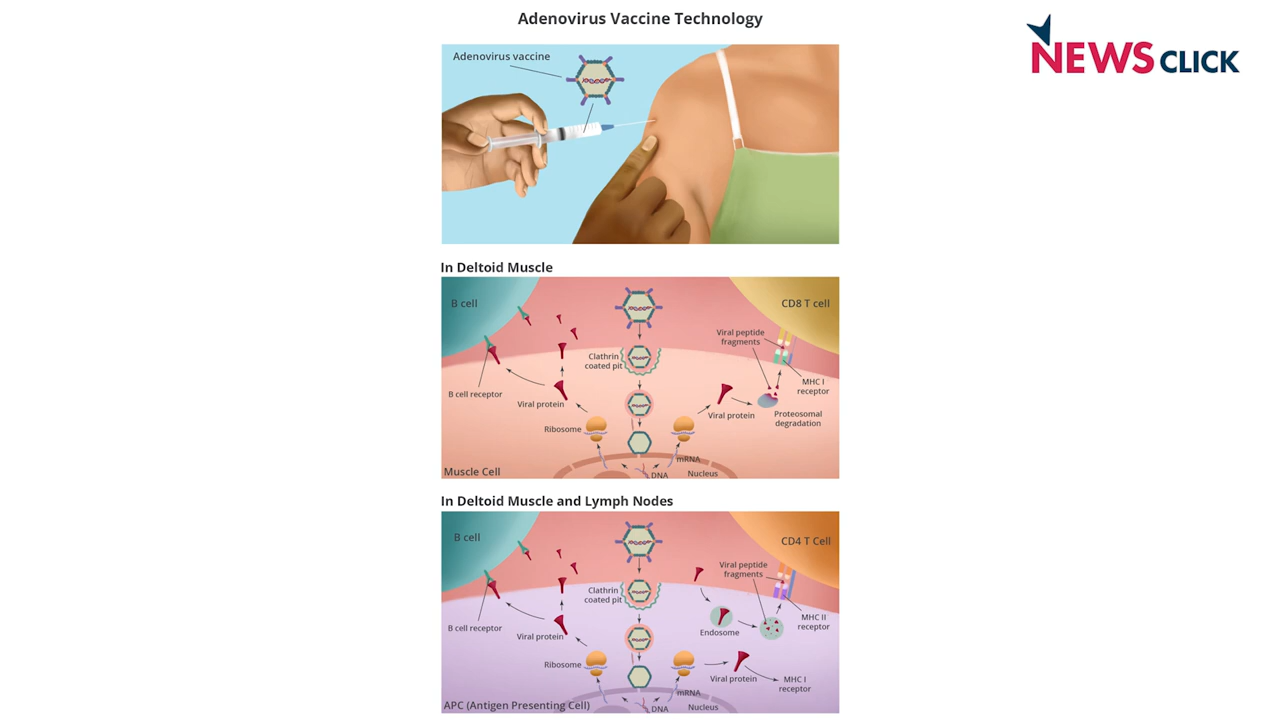 Adenovirus Vaccine Technology
NEWS CLICK
Adenovirus vaccine
In Deltoid Muscle
B cell
CD8 T cell
Viral peptide
fragments
Clathrin
coated pit
MHC I
receptor
B cell receptor
Viral protein
Viral protein
Proteosomal
degradation
Ribosome
mRNA
Muscle Cell
DNA
Nucleus
In Deltoid Muscle and Lymph Nodes
B cell
CD4 T Cell
Viral peptide
fragments
Clathrin
coated pit
MHC II
receptor
B cell receptor
Endosome
Viral protein
Ribosome
Viral protein
MHC I
receptor
mRNA
APC (Antigen Presenting Cell)
DNA
Nucleus